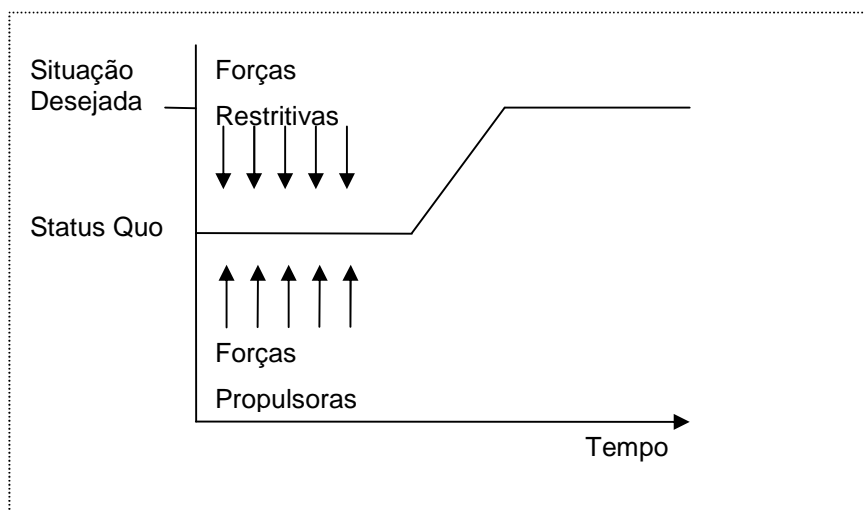 Situação
Desejada
Forças
Restritivas
Status Quo
Forças
Propulsoras
Tempo